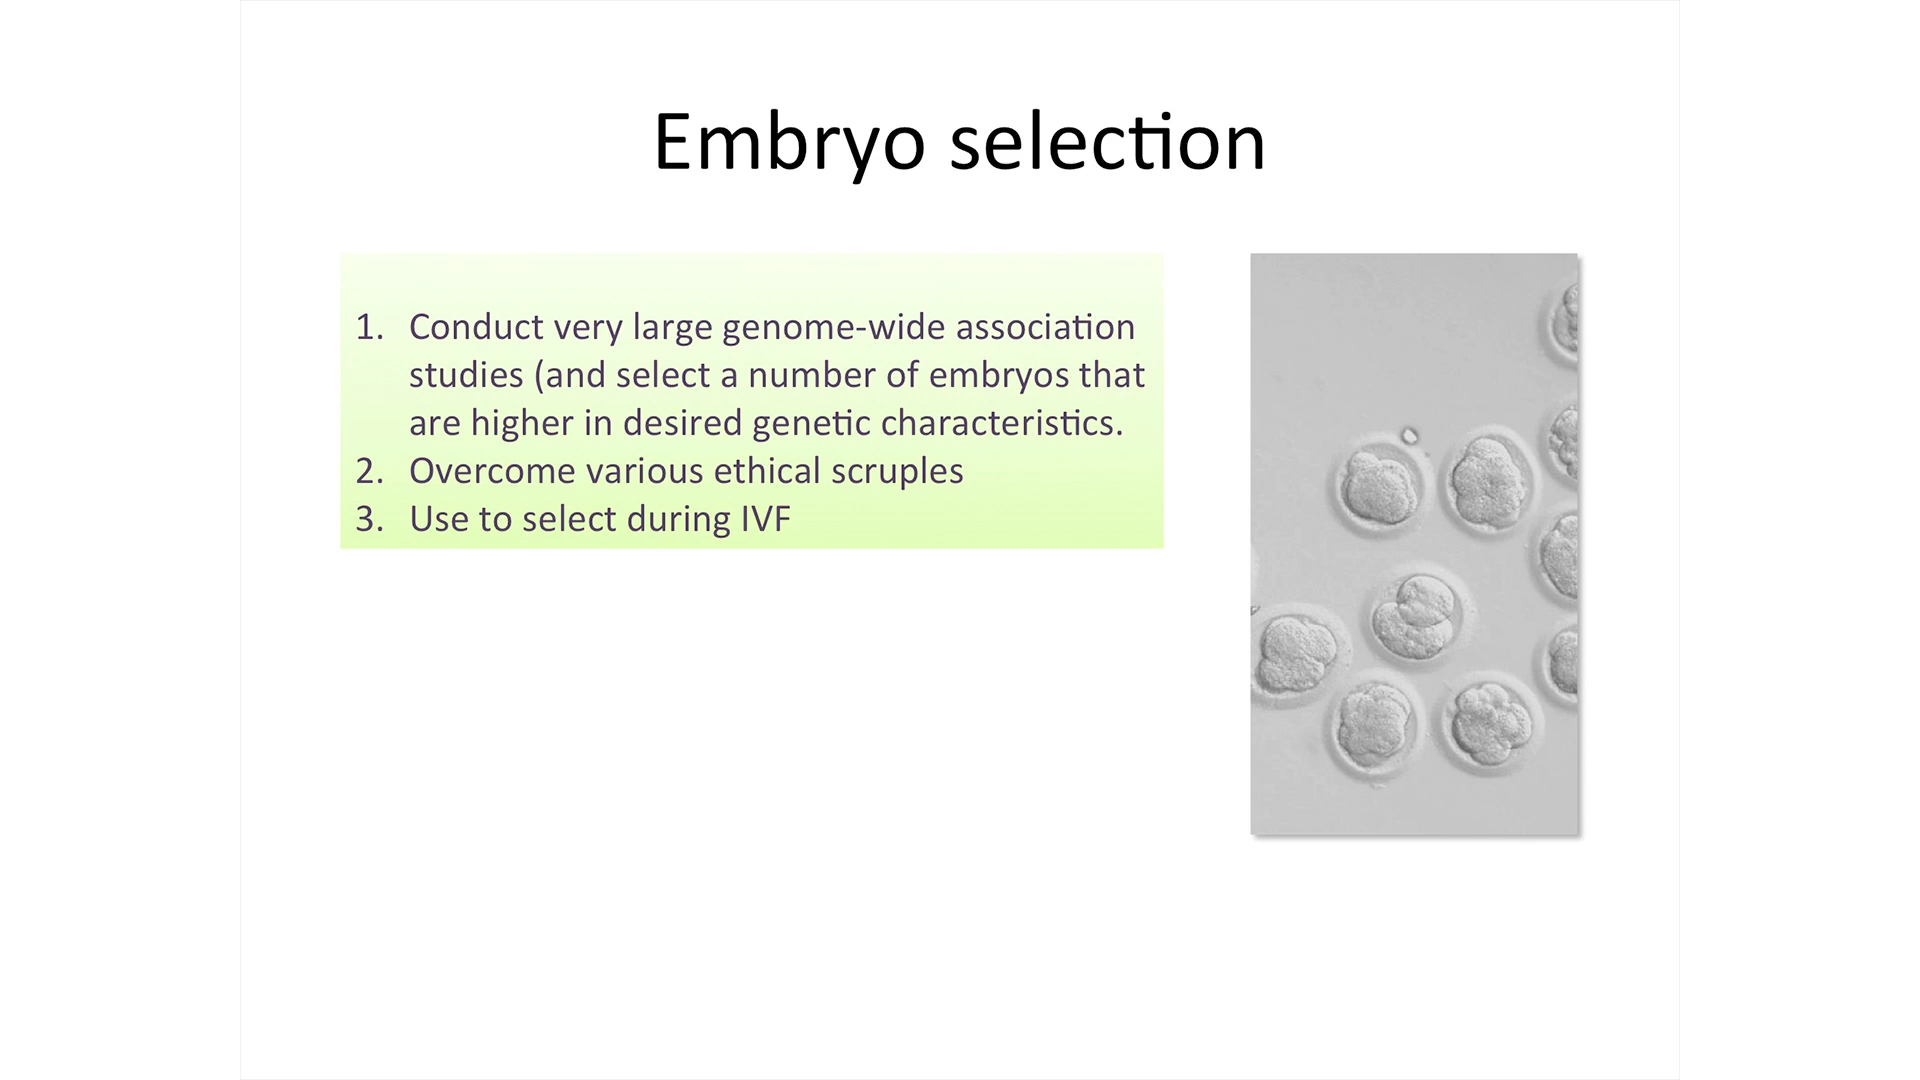 Embryo selection
1. Conduct very large genome-wide association
studies (and select a number of embryos that
are higher in desired genetic characteristics.
2. Overcome various ethical scruples
3. Use to select during IVF